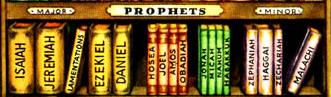 MAJOR PROPHETS MINOR
ISAIAH
JEREMIAH
LAMENTATIONS
EZEKIEL
DANIEL
HOSEA
JOEL
AMOS
OBADIAH
JONAH
MICAH
NAHUM
HABAKKUK
ZEPHANIAH
HAGGAI
ZECHARIAH
MALACHI